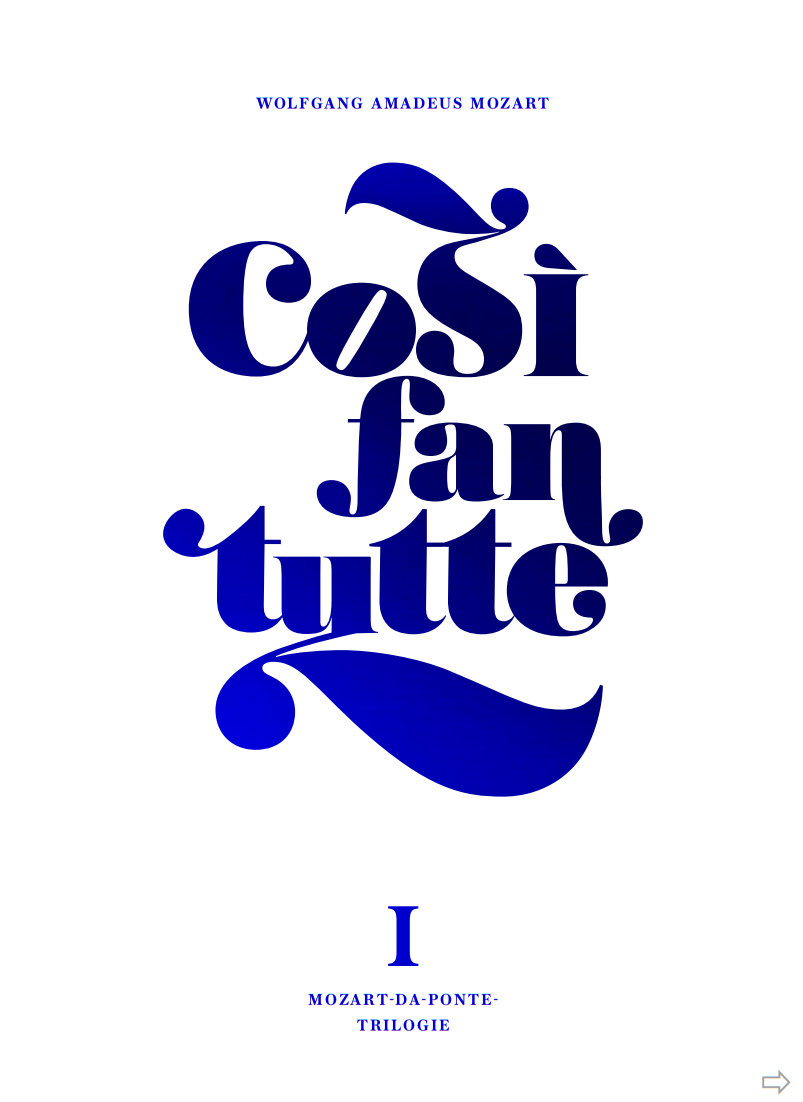 WOLFGANG AMADEUS MOZART
Così
fan
tutte
I
MOZART-DA-PONTE-
TRILOGIE